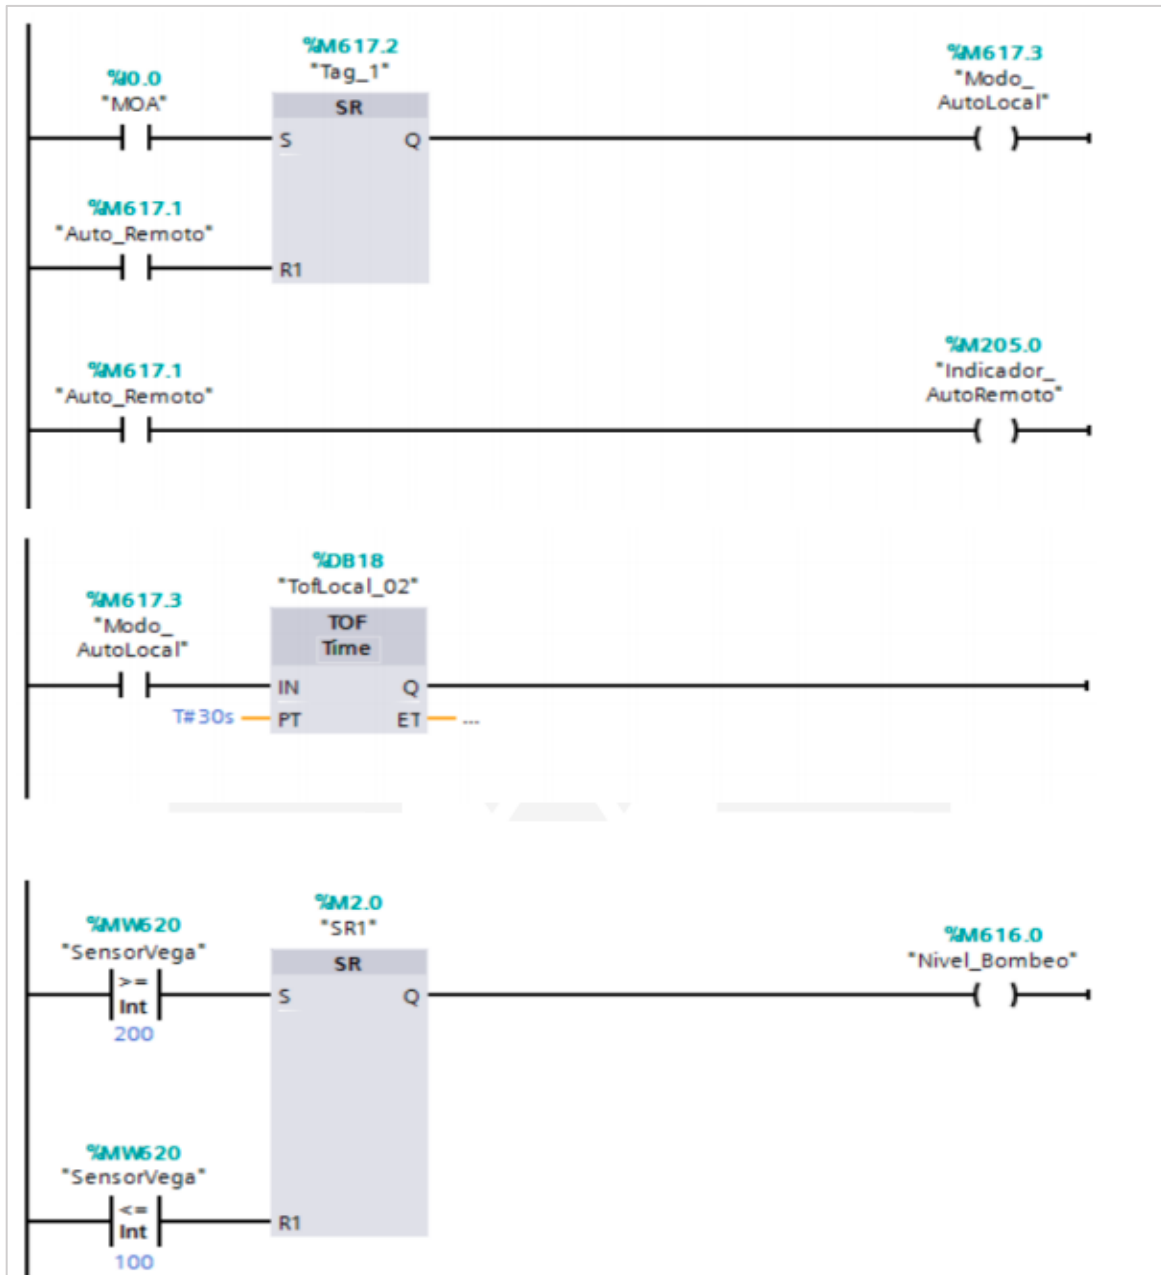 %M617.2
"Tag_1"
%M617.3
"Modo_
AutoLocal"
%I0.0
"MOA"
SR
S
Q
%M617.1
"Auto_Remoto"
R1
%M205.0
"Indicador_
AutoRemoto"
%M617.1
"Auto_Remoto"
%DB18
"TofLocal_02"
%M617.3
"Modo_
AutoLocal"
TOF
Time
IN
Q
T#30s
PT
ET
...
%M2.0
"SR1"
%MW620
"SensorVega"
%M616.0
"Nivel_Bombeo"
SR
>=
Int
200
S
Q
%MW620
"SensorVega"
<=
Int
100
R1